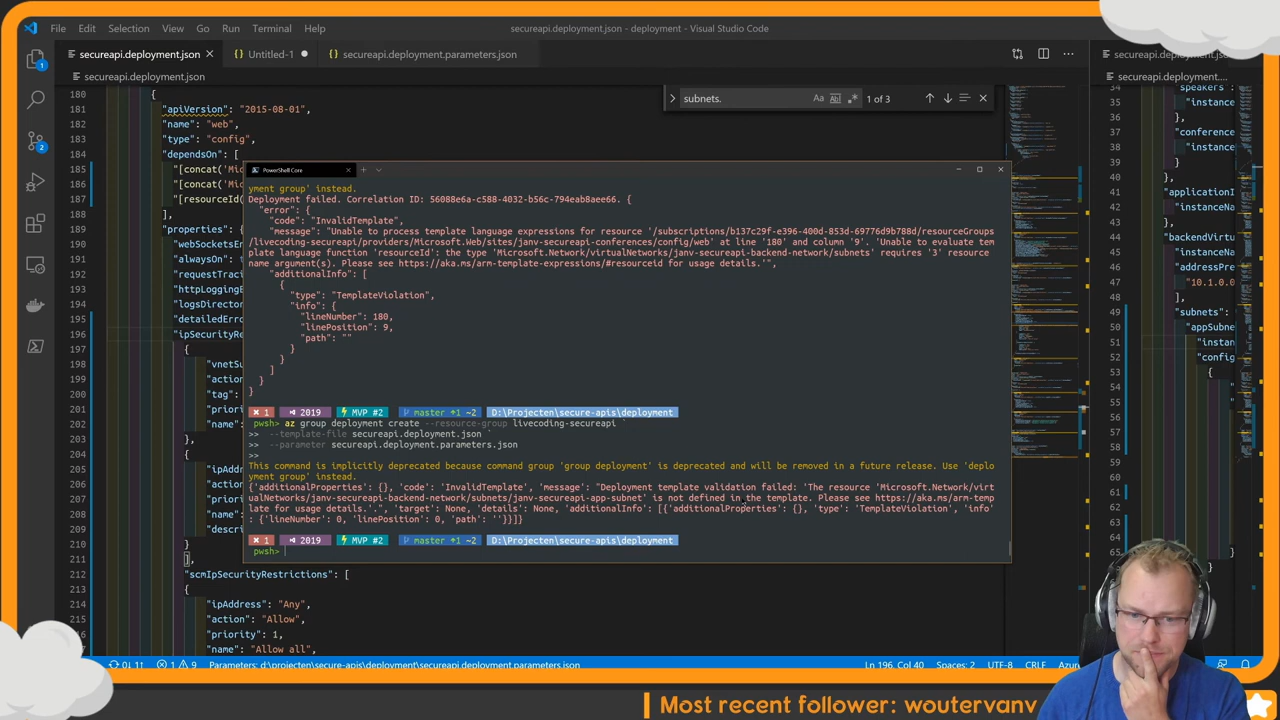 File Edit Selection View Go Run Terminal Help
secureapi.deployment.json - deployment - Visual Studio Code
secureapi.deployment.json
Untitled-1
secureapi.deployment.parameters.json
secureapi.deployment.js
secureapi.deployment.json
secureapi.deployment....
subnets.
1 of 3
180 {
181 "apiVersion": "2015-08-01",
182 "name": "web",
183 "type": "config",
184 "dependsOn": [
185 "[concat('Mic
186 "[concat('Mic
187 "[resourceId
188 ],
189 "properties":
190 "webSocketsEn
191 "alwaysOn":
192 "requestTraci
193 "httpLogging
194 "logsDirector
195 "detailedErro
196 "ipSecurityRes
197 {
198 "vnetSu
199 "action
200 "tag":
201 "priori
202 "name":
203 },
204 {
205 "ipAdd
206 "action
207 "priori
208 "name":
209 "descri
210 }
211 ],
212 "scmIpSecurityRestrictions": [
213 {
214 "ipAddress": "Any",
215 "action": "Allow",
216 "priority": 1,
217 "name": "Allow all",
PowerShell Core
yment group' instead.
Deployment failed. Correlation ID: 56088e6a-c588-4032-b56c-794eab8aee66. {
"error": {
"code": "InvalidTemplate",
"message": "Unable to process template language expressions for resource '/subscriptions/b137c29f-e396-400d-853d-69776d9b788d/resourceGroups
/livecoding-secureapi/providers/Microsoft.Web/sites/janv-secureapi-conferences/config/web' at line '180' and column '9'. 'Unable to evaluate tem
plate language function 'resourceId': the type 'Microsoft.Network/virtualNetworks/janv-secureapi-backend-network/subnets' requires '3' resource
name argument(s). Please see https://aka.ms/arm-template-expressions/#resourceid for usage details.'",
"additionalInfo": [
{
"type": "TemplateViolation",
"info": {
"lineNumber": 180,
"linePosition": 9,
"path": ""
}
}
]
}
}
1 2019 MVP #2 master ↑1 ~2 D:\Projecten\secure-apis\deployment
pwsh> az group deployment create --resource-group livecoding-secureapi `
>> --template-file secureapi.deployment.json `
>> --parameter secureapi.deployment.parameters.json
>>
This command is implicitly deprecated because command group 'group deployment' is deprecated and will be removed in a future release. Use 'deplo
yment group' instead.
{'additionalProperties': {}, 'code': 'InvalidTemplate', 'message': "Deployment template validation failed: 'The resource 'Microsoft.Network/virt
ualNetworks/janv-secureapi-backend-network/subnets/janv-secureapi-app-subnet' is not defined in the template. Please see https://aka.ms/arm-temp
late for usage details.'.", 'target': None, 'details': None, 'additionalInfo': [{'additionalProperties': {}, 'type': 'TemplateViolation', 'info'
: {'lineNumber': 0, 'linePosition': 0, 'path': ''}}]}
1 2019 MVP #2 master ↑1 ~2 D:\Projecten\secure-apis\deployment
pwsh>
34 "speakers":
35 "instance
36 },
37 "conference
38 "instance
39 },
40
41 "applicationI
42 "instanceNa
43 },
44 "backendVirtu
45 "instanceNa
46 "addressPre
47 "10.1.0.0
48
49 "subnets":
50 "appSubne
51 "instan
52 "config
53 {
60 }
61 ]
0↓ 1↑ 1 9 Parameters: d:\projecten\secure-apis\deployment\secureapi.deployment.parameters.json
Ln 196, Col 40 Spaces: 2 UTF-8 CRLF Azu
Most recent follower: woutervanv